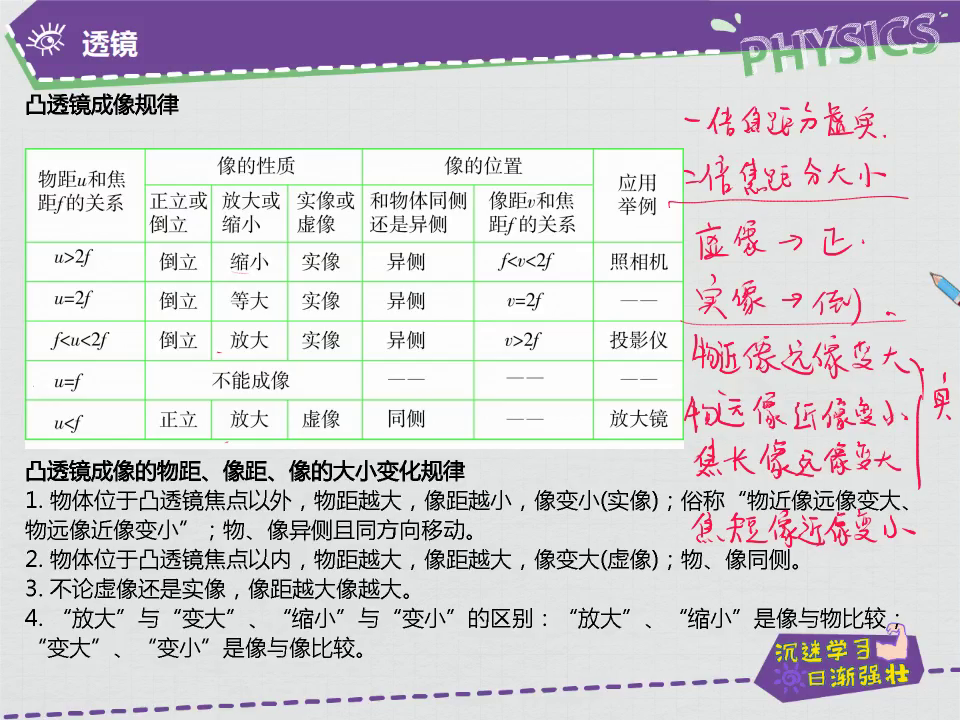 透镜
PHYSICS
凸透镜成像规律
物距u和焦距f的关系 像的性质 像的位置 应用举例
正立或倒立 放大或缩小 实像或虚像 和物体同侧还是异侧 像距v和焦距f的关系
u>2f 倒立 缩小 实像 异侧 f<v<2f 照相机
u=2f 倒立 等大 实像 异侧 v=2f ——
f<u<2f 倒立 放大 实像 异侧 v>2f 投影仪
u=f 不能成像 —— —— ——
u<f 正立 放大 虚像 同侧 —— 放大镜
一倍焦距分虚实.
二倍焦距分大小
虚像→正.
实像→倒。
物近像远像变大
物远像近像变小
焦长像远像变大
焦短像近像变小
实
凸透镜成像的物距、像距、像的大小变化规律
1. 物体位于凸透镜焦点以外，物距越大，像距越小，像变小(实像)；俗称“物近像远像变大、
物远像近像变小”；物、像异侧且同方向移动。
2. 物体位于凸透镜焦点以内，物距越大，像距越大，像变大(虚像)；物、像同侧。
3. 不论虚像还是实像，像距越大像越大。
4. “放大”与“变大”、“缩小”与“变小”的区别：“放大”、“缩小”是像与物比较；
“变大”、“变小”是像与像比较。
沉迷学习
日渐强壮